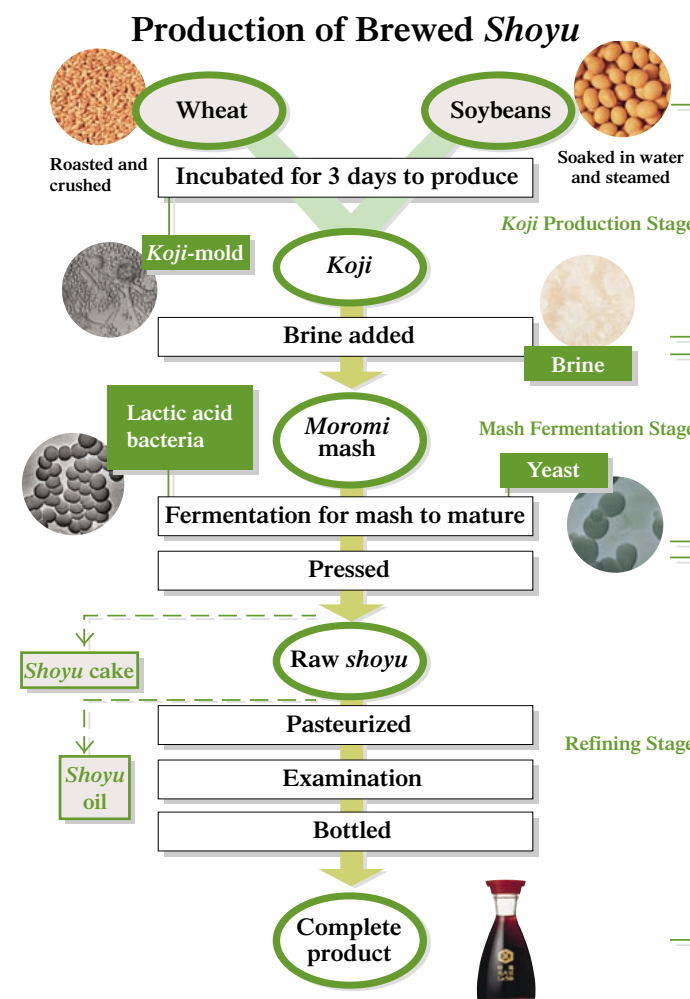 Production of Brewed Shoyu
Wheat
Soybeans
Roasted and
crushed
Soaked in water
and steamed
Incubated for 3 days to produce
Koji Production Stage
Koji-mold
Koji
Brine added
Brine
Lactic acid
bacteria
Moromi
mash
Mash Fermentation Stage
Yeast
Fermentation for mash to mature
Pressed
Shoyu cake
Raw shoyu
Pasteurized
Refining Stage
Shoyu
oil
Examination
Bottled
Complete
product